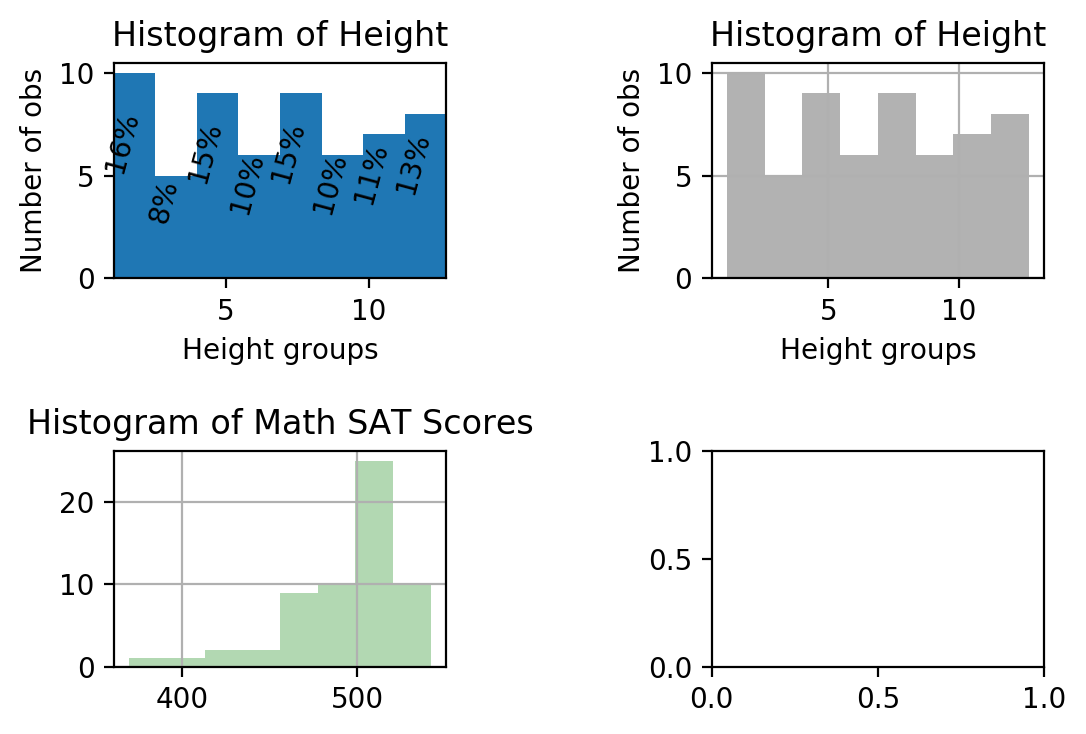 Histogram of Height
Number of obs
10
5
0
16%
8%
15%
10%
15%
10%
11%
13%
5 10
Height groups
Histogram of Height
Number of obs
10
5
0
5 10
Height groups
Histogram of Math SAT Scores
20
10
0
400 500
1.0
0.5
0.0
0.0 0.5 1.0